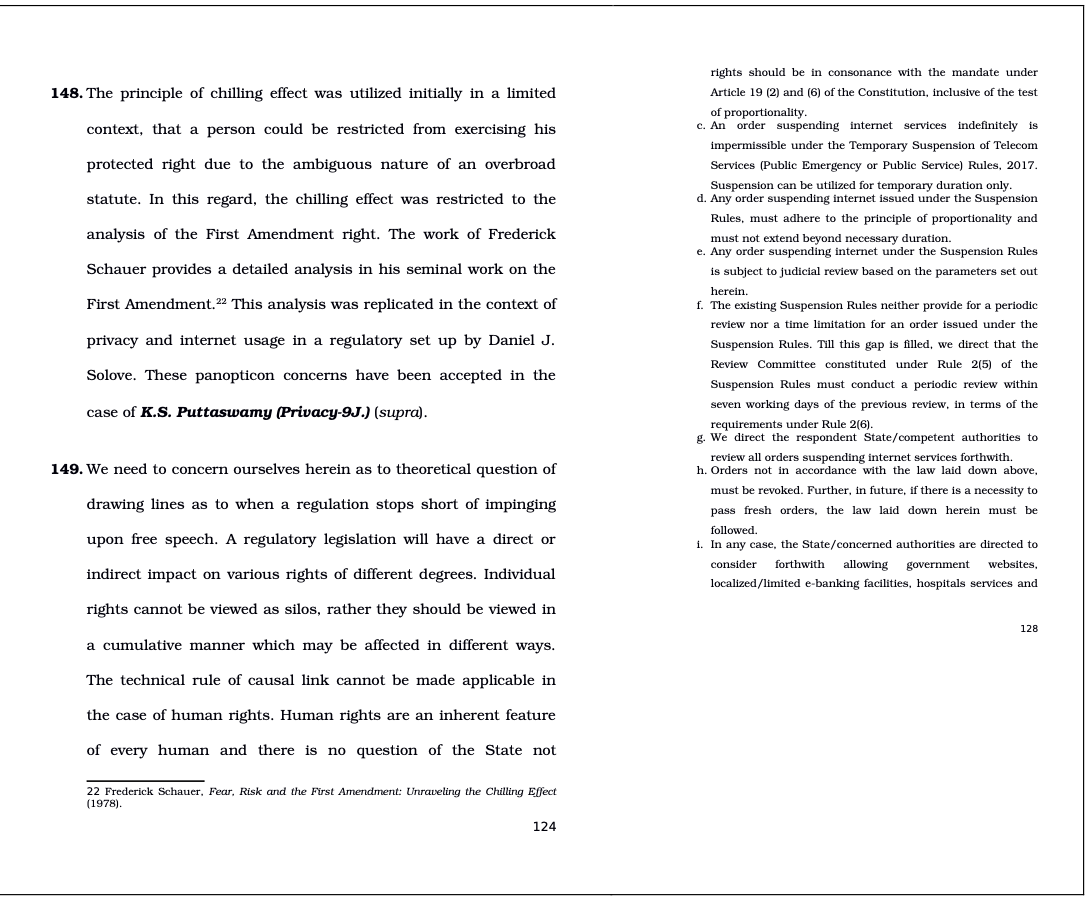 148. The principle of chilling effect was utilized initially in a limited
context, that a person could be restricted from exercising his
protected right due to the ambiguous nature of an overbroad
statute. In this regard, the chilling effect was restricted to the
analysis of the First Amendment right. The work of Frederick
Schauer provides a detailed analysis in his seminal work on the
First Amendment.22 This analysis was replicated in the context of
privacy and internet usage in a regulatory set up by Daniel J.
Solove. These panopticon concerns have been accepted in the
case of K.S. Puttaswamy (Privacy-9J.) (supra).
149. We need to concern ourselves herein as to theoretical question of
drawing lines as to when a regulation stops short of impinging
upon free speech. A regulatory legislation will have a direct or
indirect impact on various rights of different degrees. Individual
rights cannot be viewed as silos, rather they should be viewed in
a cumulative manner which may be affected in different ways.
The technical rule of causal link cannot be made applicable in
the case of human rights. Human rights are an inherent feature
of every human and there is no question of the State not
22 Frederick Schauer, Fear, Risk and the First Amendment: Unraveling the Chilling Effect
(1978).
124
rights should be in consonance with the mandate under
Article 19 (2) and (6) of the Constitution, inclusive of the test
of proportionality.
c. An order suspending internet services indefinitely is
impermissible under the Temporary Suspension of Telecom
Services (Public Emergency or Public Service) Rules, 2017.
Suspension can be utilized for temporary duration only.
d. Any order suspending internet issued under the Suspension
Rules, must adhere to the principle of proportionality and
must not extend beyond necessary duration.
e. Any order suspending internet under the Suspension Rules
is subject to judicial review based on the parameters set out
herein.
f. The existing Suspension Rules neither provide for a periodic
review nor a time limitation for an order issued under the
Suspension Rules. Till this gap is filled, we direct that the
Review Committee constituted under Rule 2(5) of the
Suspension Rules must conduct a periodic review within
seven working days of the previous review, in terms of the
requirements under Rule 2(6).
g. We direct the respondent State/competent authorities to
review all orders suspending internet services forthwith.
h. Orders not in accordance with the law laid down above,
must be revoked. Further, in future, if there is a necessity to
pass fresh orders, the law laid down herein must be
followed.
i. In any case, the State/concerned authorities are directed to
consider forthwith allowing government websites,
localized/limited e-banking facilities, hospitals services and
128